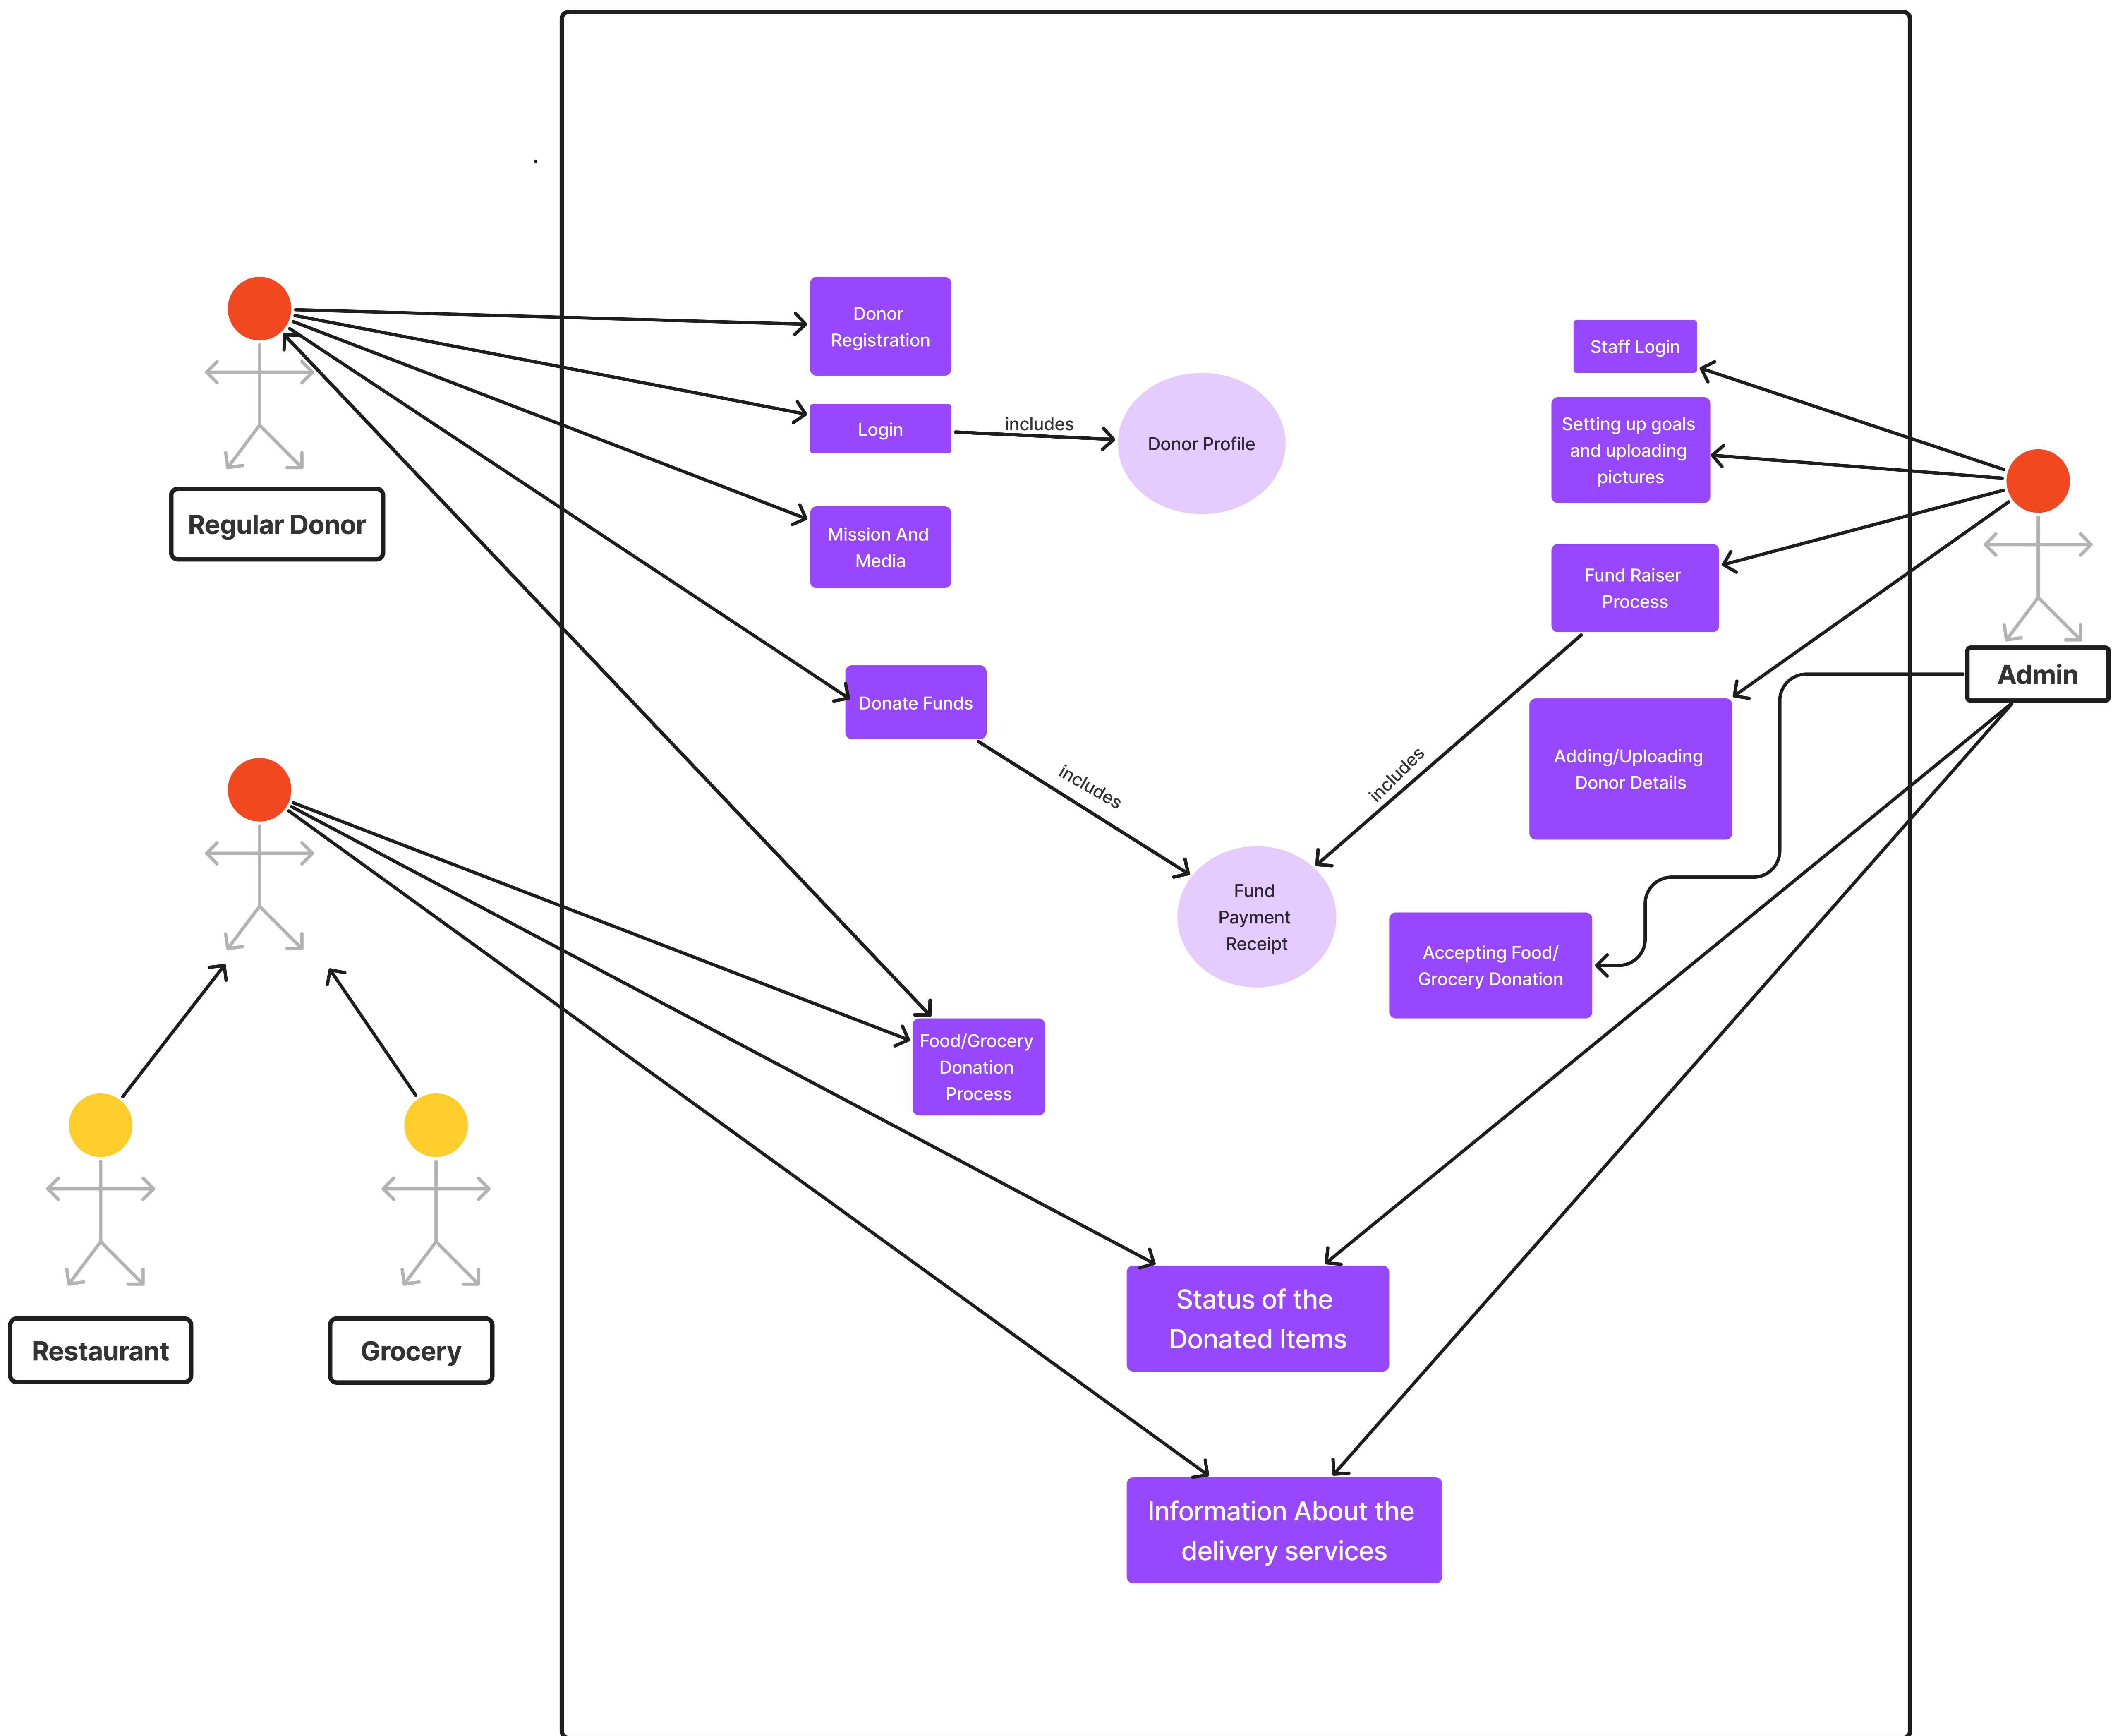 Donor
Registration
Staff Login
Login
includes
Donor Profile
Setting up goals
and uploading
pictures
Regular Donor
Mission And
Media
Fund Raiser
Process
Admin
Donate Funds
includes
includes
Adding/Uploading
Donor Details
Fund
Payment
Receipt
Accepting Food/
Grocery Donation
Food/Grocery
Donation
Process
Restaurant
Grocery
Status of the
Donated Items
Information About the
delivery services